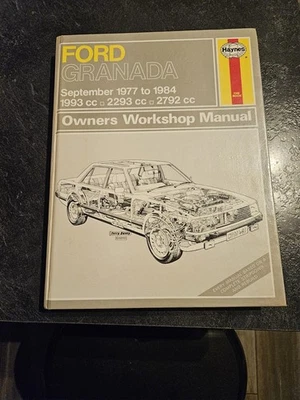 FORD
GRANADA
Haynes
September 1977 to 1984
1993 cc □ 2293 cc □ 2792 cc
Owners Workshop Manual